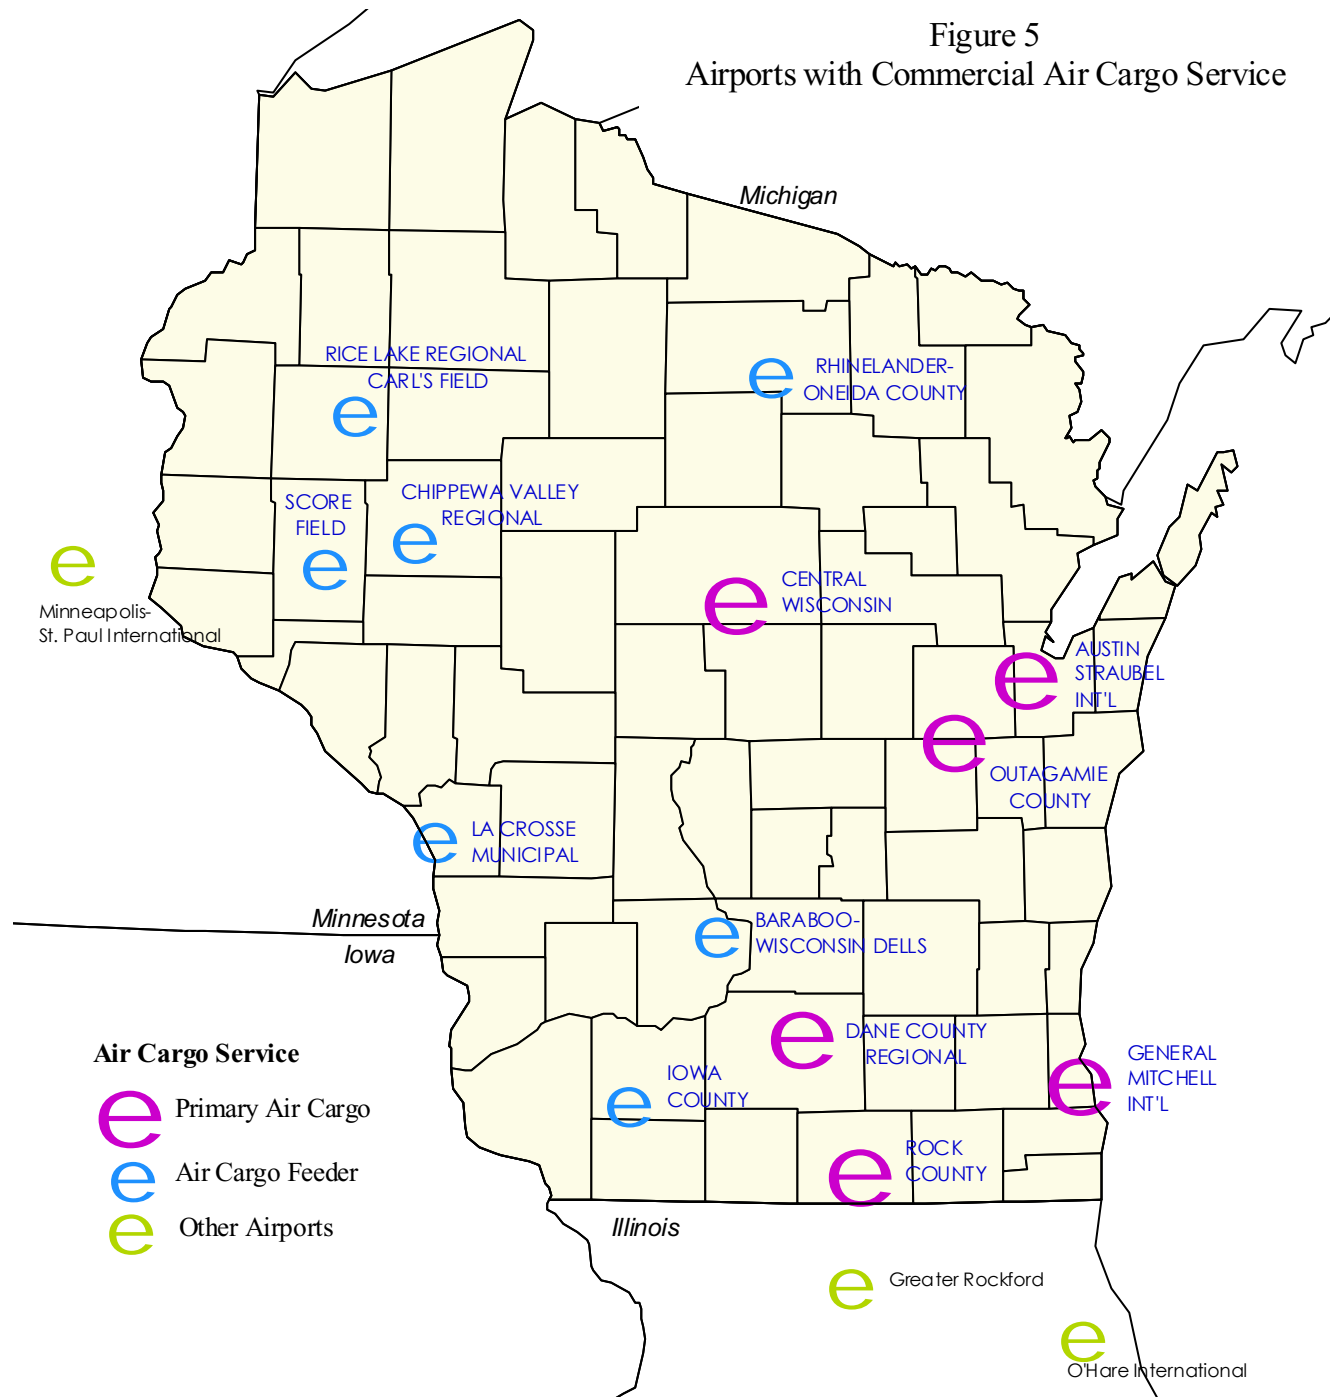 Figure 5
Airports with Commercial Air Cargo Service
Michigan
RICE LAKE REGIONAL
CARL'S FIELD
RHINELANDER-
ONEIDA COUNTY
SCORE
FIELD
CHIPPEWA VALLEY
REGIONAL
Minneapolis-
St. Paul International
CENTRAL
WISCONSIN
AUSTIN
STRAUBEL
INT'L
OUTAGAMIE
COUNTY
LA CROSSE
MUNICIPAL
Minnesota
Iowa
BARABOO-
WISCONSIN DELLS
DANE COUNTY
REGIONAL
GENERAL
MITCHELL
INT'L
IOWA
COUNTY
ROCK
COUNTY
Air Cargo Service
e Primary Air Cargo
e Air Cargo Feeder
e Other Airports
Illinois
Greater Rockford
O'Hare International